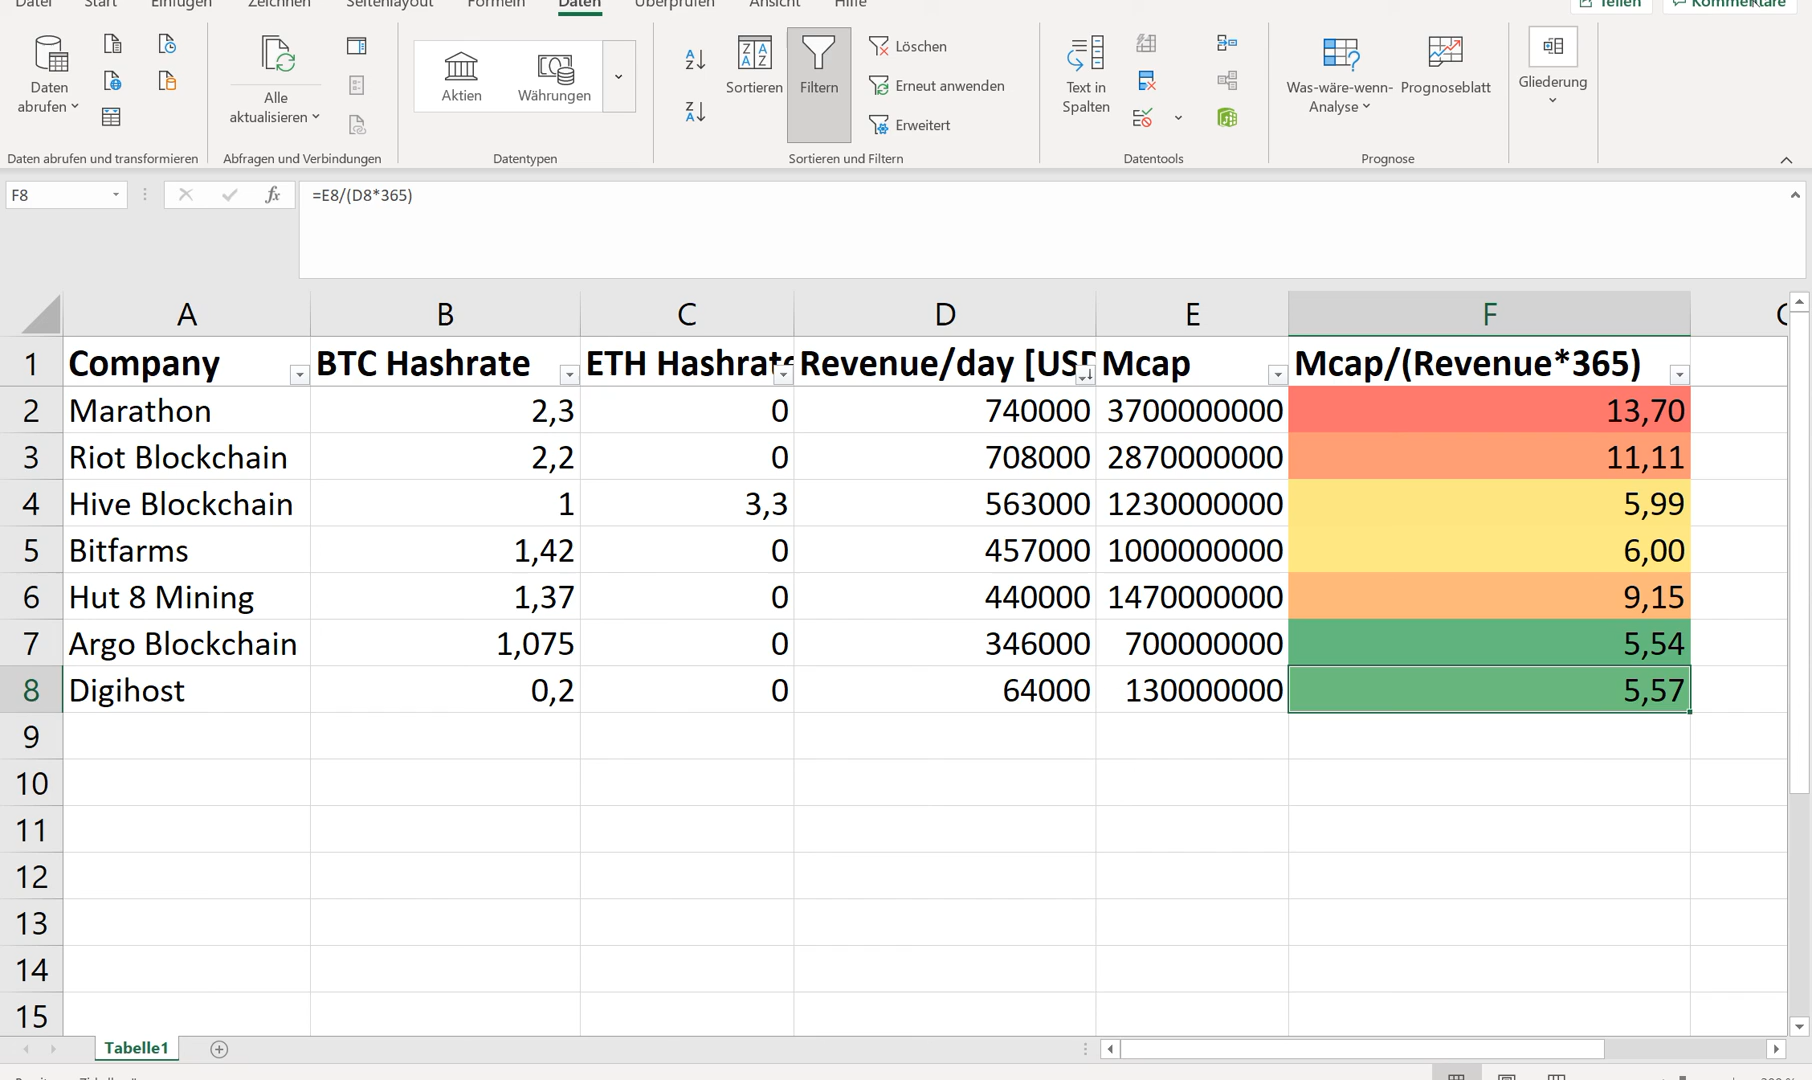 Datei Start Einfügen Zeichnen Seitenlayout Formeln Daten Überprüfen Ansicht Hilfe Teilen Kommentare
Daten abrufen
Alle aktualisieren
Aktien
Währungen
Sortieren
Filtern
Löschen
Erneut anwenden
Erweitert
Text in Spalten
Was-wäre-wenn-Analyse
Prognoseblatt
Gliederung
Daten abrufen und transformieren
Abfragen und Verbindungen
Datentypen
Sortieren und Filtern
Datentools
Prognose
F8 fx =E8/(D8*365)
A B C D E F
1 Company BTC Hashrate ETH Hashrate Revenue/day [USD Mcap Mcap/(Revenue*365)
2 Marathon 2,3 0 740000 3700000000 13,70
3 Riot Blockchain 2,2 0 708000 2870000000 11,11
4 Hive Blockchain 1 3,3 563000 1230000000 5,99
5 Bitfarms 1,42 0 457000 1000000000 6,00
6 Hut 8 Mining 1,37 0 440000 1470000000 9,15
7 Argo Blockchain 1,075 0 346000 700000000 5,54
8 Digihost 0,2 0 64000 130000000 5,57
9
10
11
12
13
14
15
Tabelle1